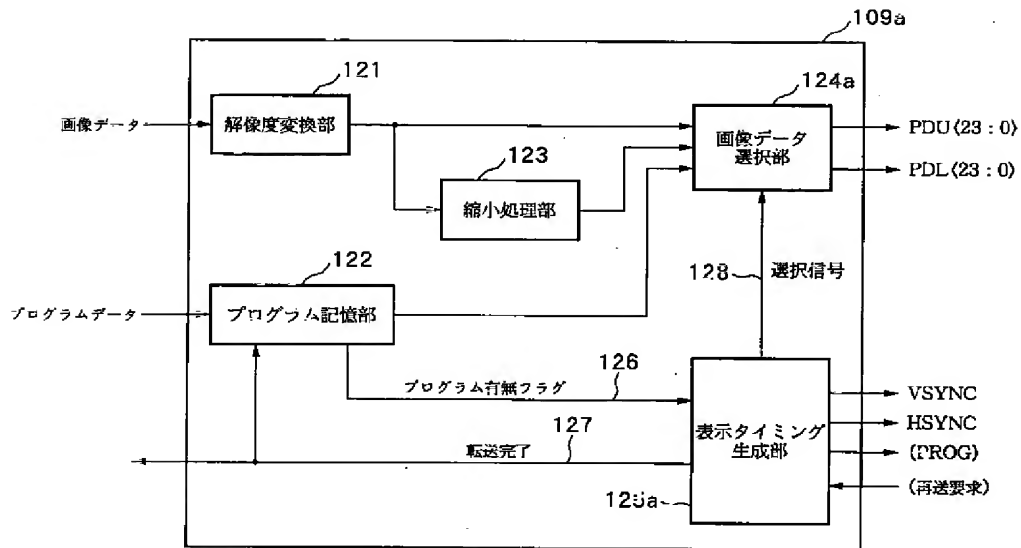 109a
121
124a
画像データ
解像度変換部
画像データ
選択部
PDU〈23：0〉
PDL〈23：0〉
123
縮小処理部
122
128
選択信号
プログラムデータ
プログラム記憶部
126
プログラム有無フラグ
127
転送完了
表示タイミング
生成部
VSYNC
HSYNC
(PROG)
(再送要求)
125a